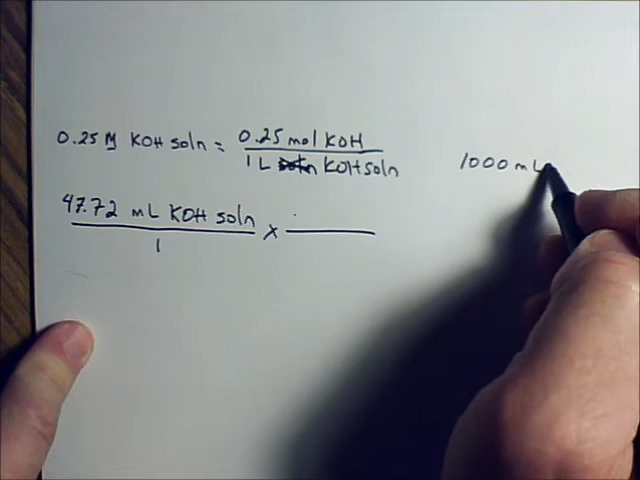 0.25 M KOH soln = 0.25 mol KOH
1 L KOH soln
1000 mL
47.72 mL KOH soln x
1